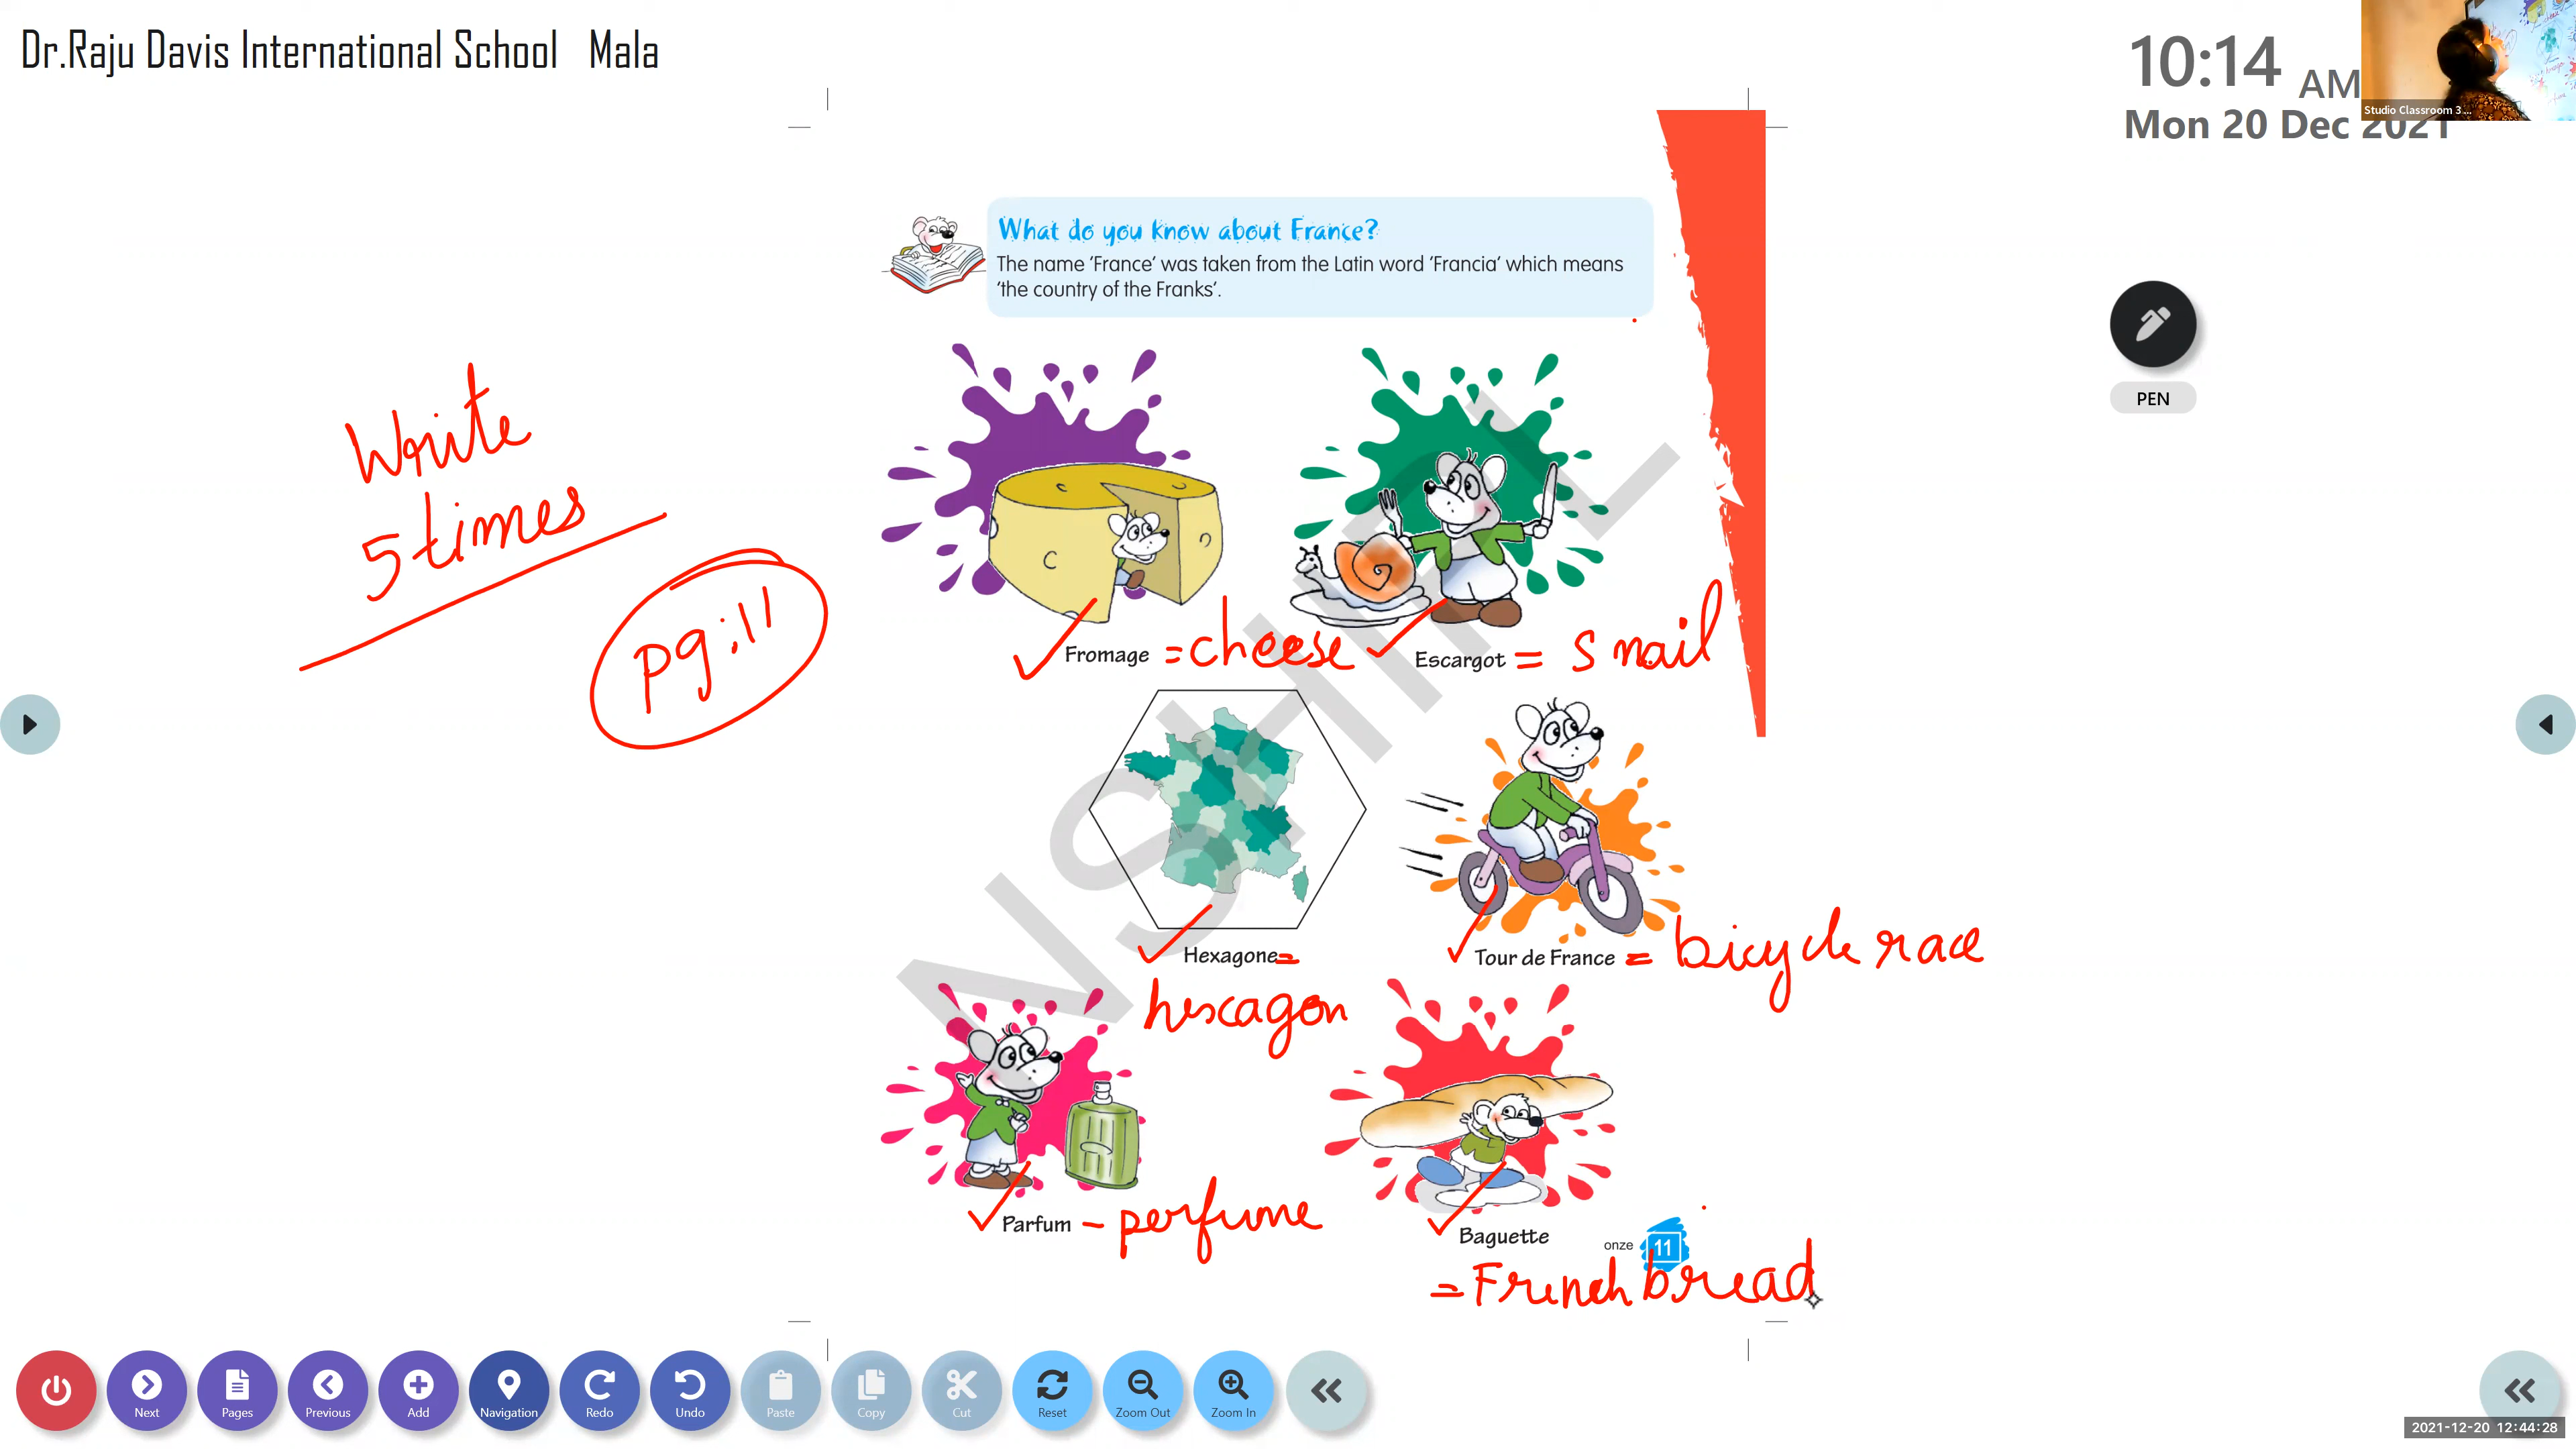 Dr.Raju Davis International School Mala
10:14 AM
Mon 20 Dec 2021
Studio Classroom 3...
What do you know about France?
The name ‘France’ was taken from the Latin word ‘Francia’ which means
‘the country of the Franks’.
PEN
Write
5 times
pg:11
Fromage = cheese
Escargot = snail
Hexagone =
hexagon
Tour de France = bicycle race
Parfum - perfume
Baguette
= French bread
onze 11
NSHIPL
Next
Pages
Previous
Add
Navigation
Redo
Undo
Paste
Copy
Cut
Reset
Zoom Out
Zoom In
2021-12-20 12:44:28